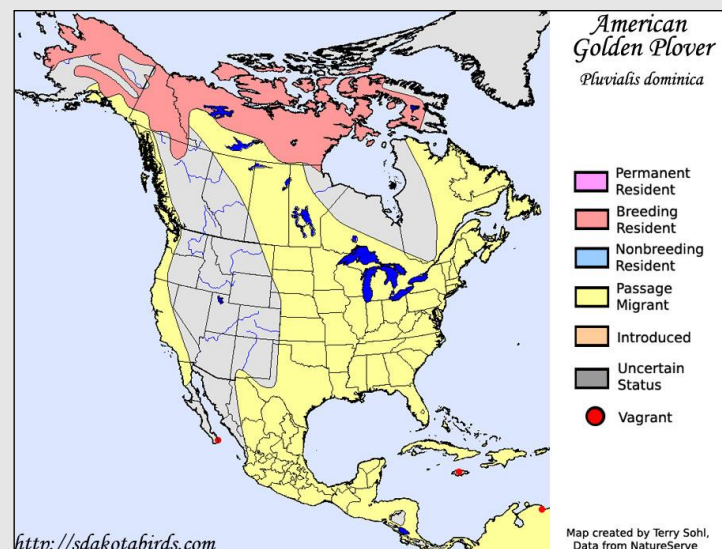 American
Golden Plover
Pluvialis dominica
Permanent
Resident
Breeding
Resident
Nonbreeding
Resident
Passage
Migrant
Introduced
Uncertain
Status
Vagrant
http://sdakotabirds.com
Map created by Terry Sohl,
Data from NatureServe